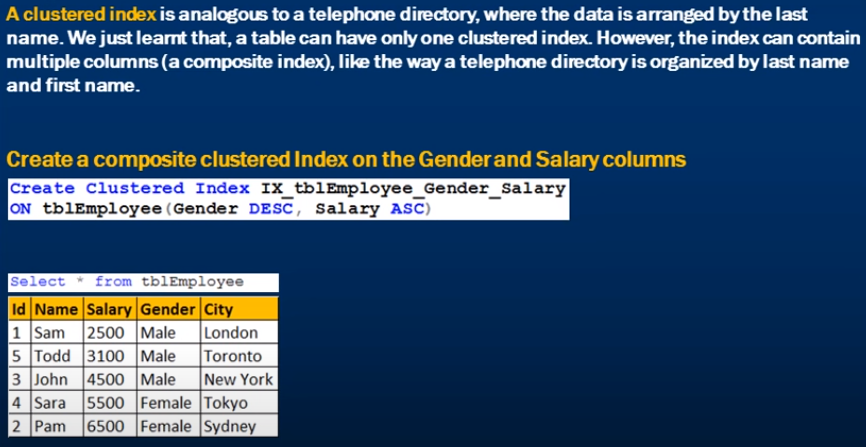 A clustered index is analogous to a telephone directory, where the data is arranged by the last
name. We just learnt that, a table can have only one clustered index. However, the index can contain
multiple columns (a composite index), like the way a telephone directory is organized by last name
and first name.
Create a composite clustered Index on the Gender and Salary columns
Create Clustered Index IX_tblEmployee_Gender_Salary
ON tblEmployee(Gender DESC, Salary ASC)
Select * from tblEmployee
Id Name Salary Gender City
1 Sam 2500 Male London
5 Todd 3100 Male Toronto
3 John 4500 Male New York
4 Sara 5500 Female Tokyo
2 Pam 6500 Female Sydney